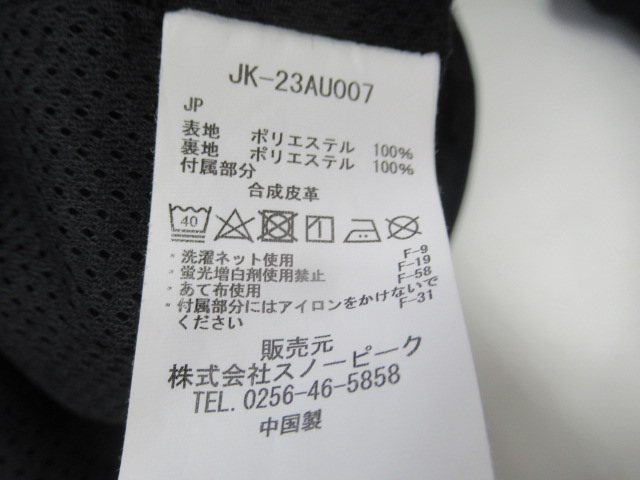 JK-23AU007
JP
表地 ポリエステル 100%
裏地 ポリエステル 100%
付属部分
合成皮革
40
* 洗濯ネット使用 F-9
* 蛍光増白剤使用禁止 F-19
* あて布使用 F-58
* 付属部分にはアイロンをかけないで F-31
ください
販売元
株式会社スノーピーク
TEL. 0256-46-5858
中国製